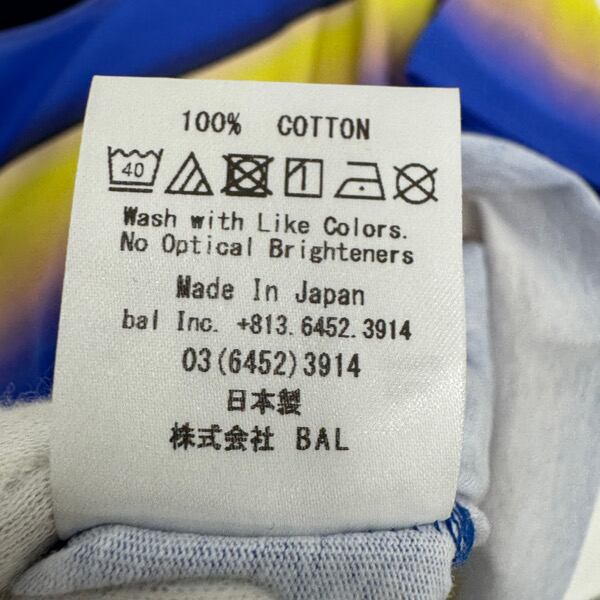 100% COTTON
40
Wash with Like Colors.
No Optical Brighteners
Made In Japan
bal Inc. +813.6452.3914
03(6452)3914
日本製
株式会社 BAL